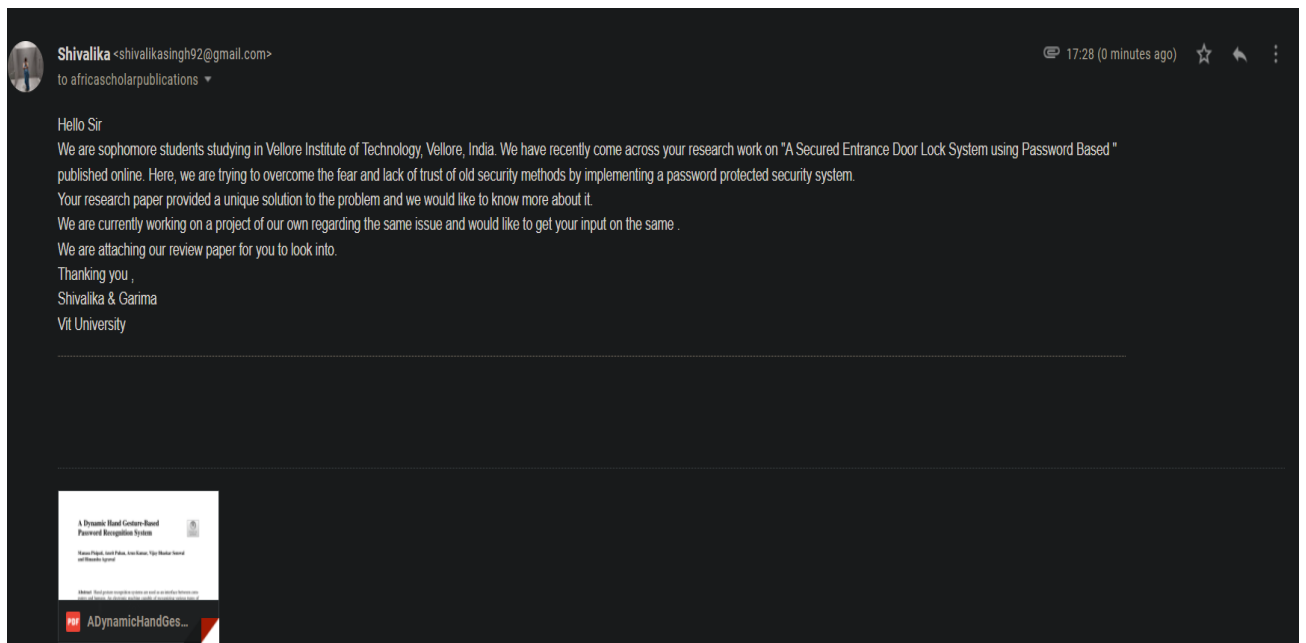 Shivalika <shivalikasingh92@gmail.com>
17:28 (0 minutes ago)
to africascholarpublications
Hello Sir
We are sophomore students studying in Vellore Institute of Technology, Vellore, India. We have recently come across your research work on "A Secured Entrance Door Lock System using Password Based "
published online. Here, we are trying to overcome the fear and lack of trust of old security methods by implementing a password protected security system.
Your research paper provided a unique solution to the problem and we would like to know more about it.
We are currently working on a project of our own regarding the same issue and would like to get your input on the same .
We are attaching our review paper for you to look into.
Thanking you ,
Shivalika & Garima
Vit University
A Dynamic Hand Gesture-Based
Password Recognition System
PDF ADynamicHandGes...